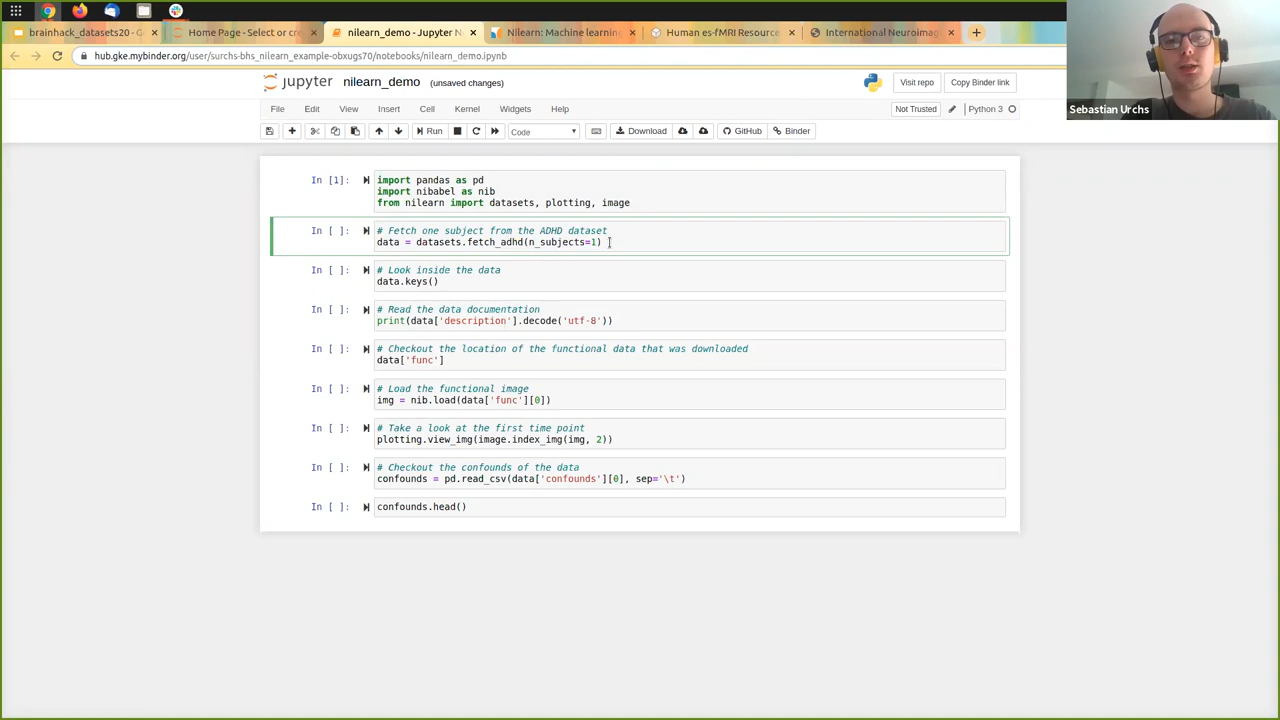 brainhack_datasets20 - G
Home Page - Select or cre
nilearn_demo - Jupyter N
Nilearn: Machine learning
Human es-fMRI Resource
International Neuroimag
hub.gke.mybinder.org/user/surchs-bhs_nilearn_example-obxugs70/notebooks/nilearn_demo.ipynb
Sebastian Urchs
jupyter nilearn_demo (unsaved changes)
Visit repo Copy Binder link
File Edit View Insert Cell Kernel Widgets Help
Not Trusted Python 3
Run Code Download GitHub Binder
In [1]: import pandas as pd
import nibabel as nib
from nilearn import datasets, plotting, image
In [ ]: # Fetch one subject from the ADHD dataset
data = datasets.fetch_adhd(n_subjects=1)
In [ ]: # Look inside the data
data.keys()
In [ ]: # Read the data documentation
print(data['description'].decode('utf-8'))
In [ ]: # Checkout the location of the functional data that was downloaded
data['func']
In [ ]: # Load the functional image
img = nib.load(data['func'][0])
In [ ]: # Take a look at the first time point
plotting.view_img(image.index_img(img, 2))
In [ ]: # Checkout the confounds of the data
confounds = pd.read_csv(data['confounds'][0], sep='\t')
In [ ]: confounds.head()